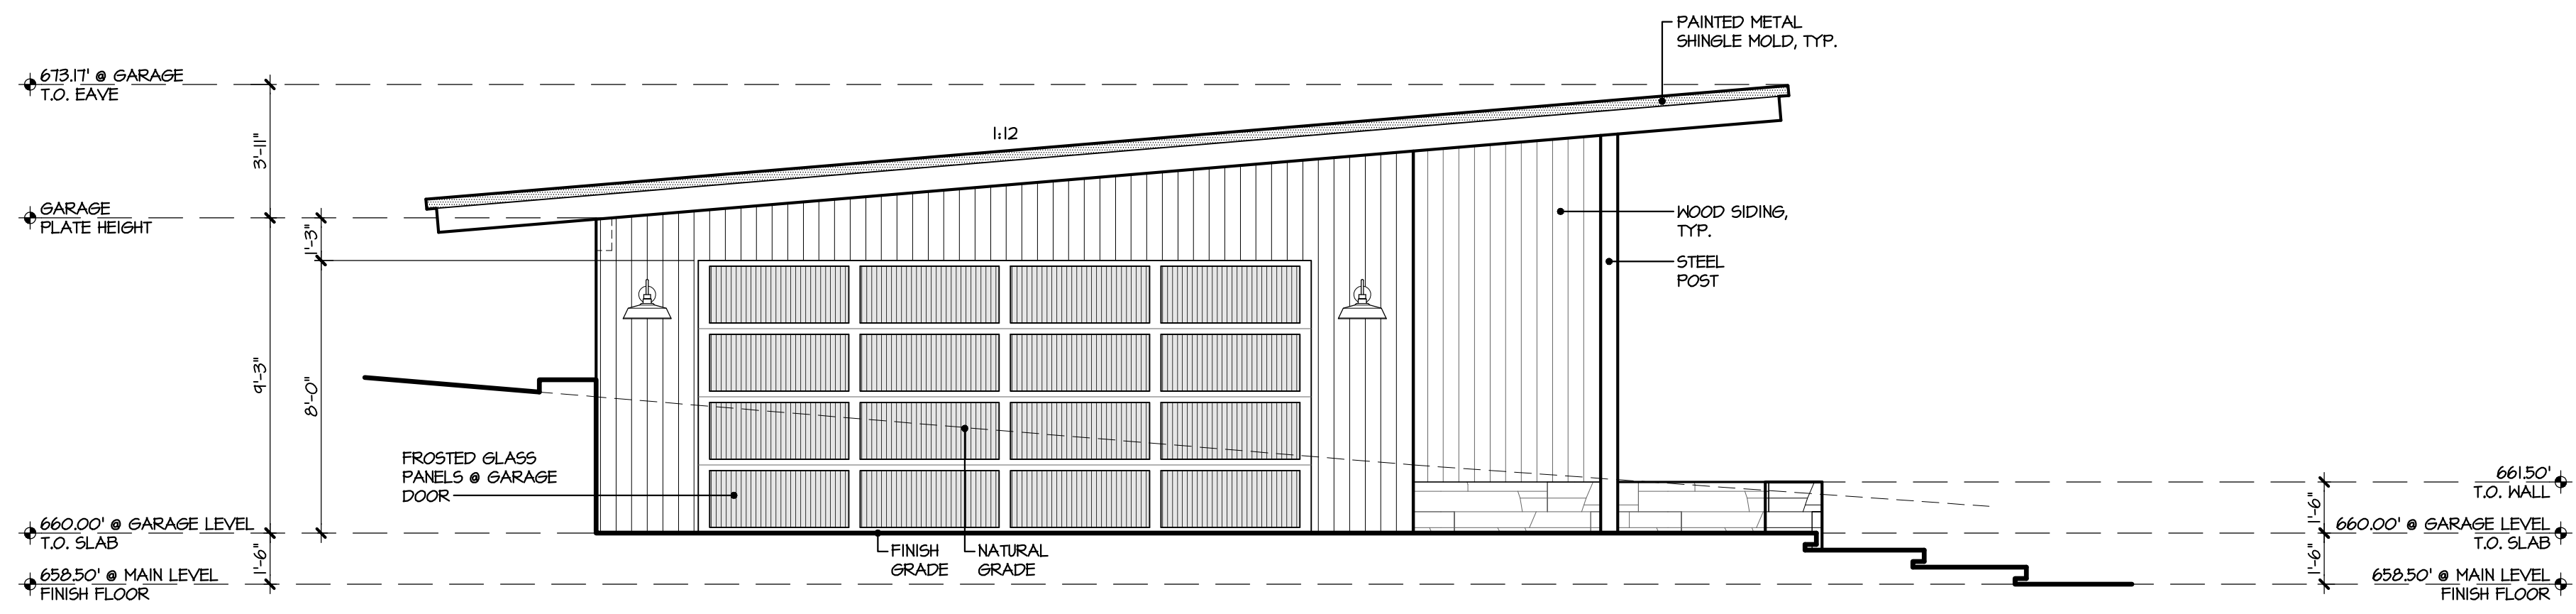 PAINTED METAL
SHINGLE MOLD, TYP.
673.17' @ GARAGE
T.O. EAVE
1:12
3'-11"
GARAGE
PLATE HEIGHT
1'-3"
WOOD SIDING,
TYP.
STEEL
POST
9'-3"
8'-0"
FROSTED GLASS
PANELS @ GARAGE
DOOR
661.50'
T.O. WALL
1'-6"
660.00' @ GARAGE LEVEL
T.O. SLAB
660.00' @ GARAGE LEVEL
T.O. SLAB
FINISH
GRADE
NATURAL
GRADE
1'-6"
1'-6"
658.50' @ MAIN LEVEL
FINISH FLOOR
658.50' @ MAIN LEVEL
FINISH FLOOR